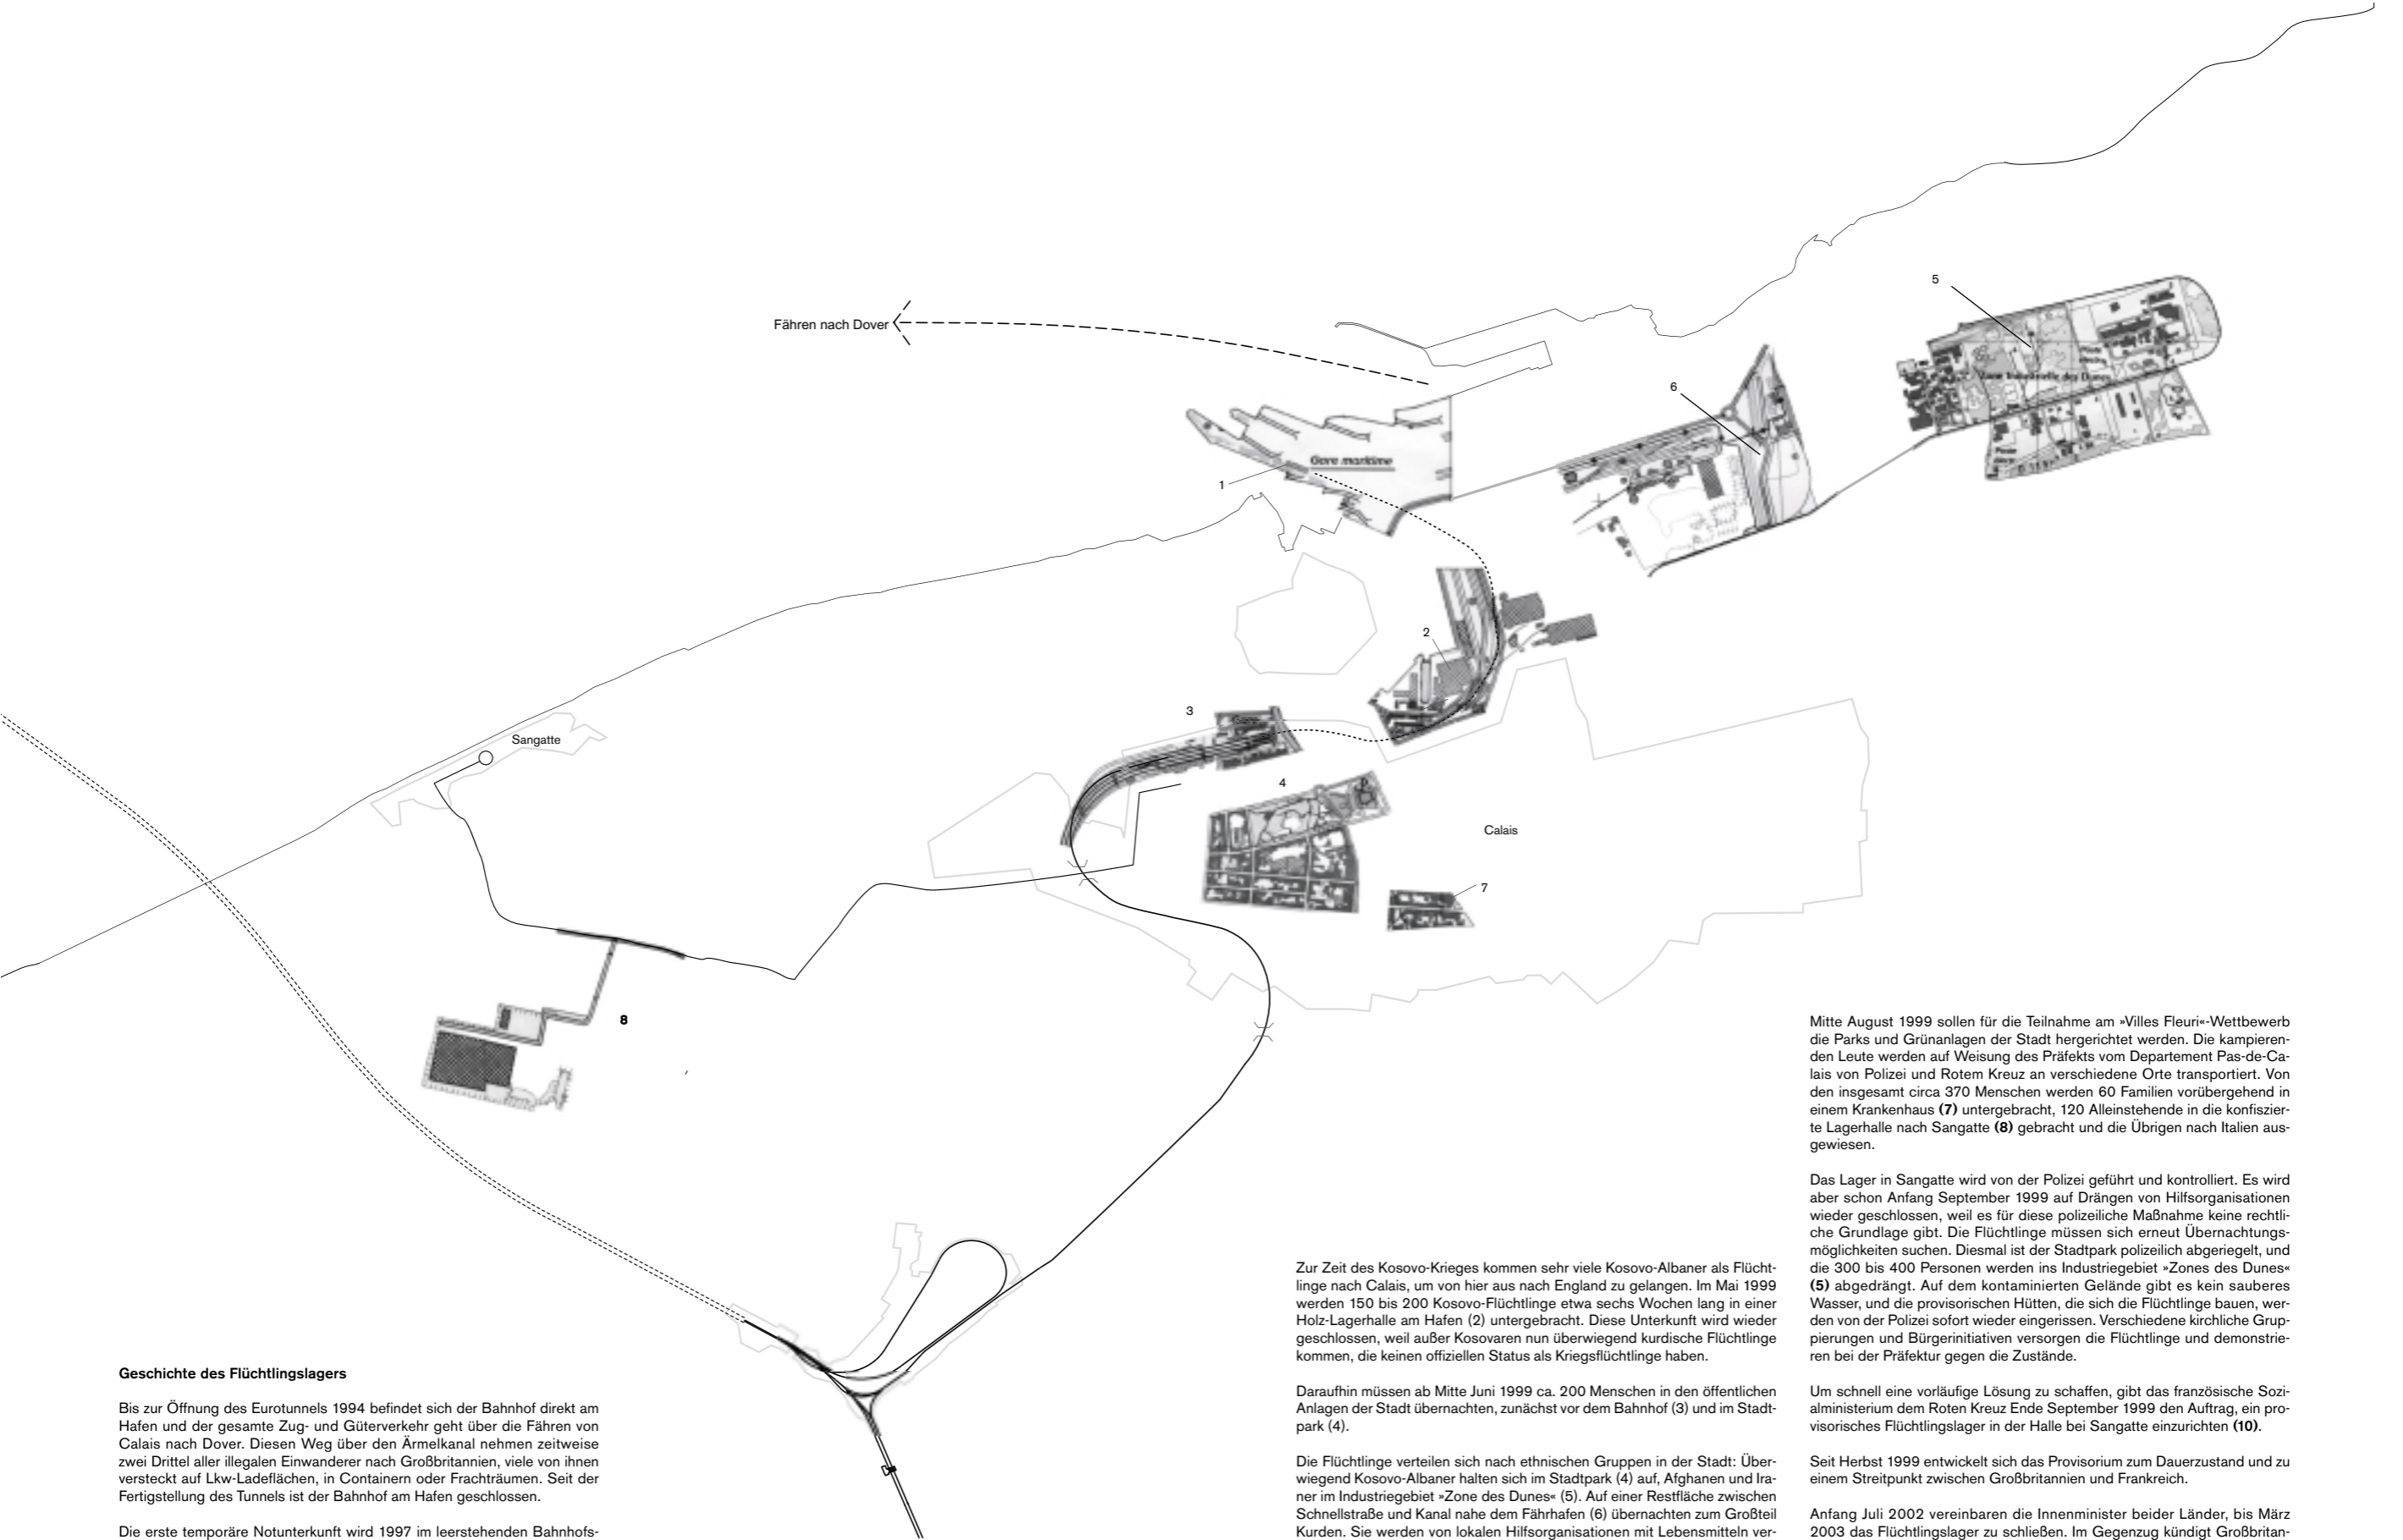 Fähren nach Dover
5
6
Zone Industrielle des Dunes
Gare maritime
1
2
3
Sangatte
4
Calais
7
8
Geschichte des Flüchtlingslagers
Bis zur Öffnung des Eurotunnels 1994 befindet sich der Bahnhof direkt am
Hafen und der gesamte Zug- und Güterverkehr geht über die Fähren von
Calais nach Dover. Diesen Weg über den Ärmelkanal nehmen zeitweise
zwei Drittel aller illegalen Einwanderer nach Großbritannien, viele von ihnen
versteckt auf Lkw-Ladeflächen, in Containern oder Frachträumen. Seit der
Fertigstellung des Tunnels ist der Bahnhof am Hafen geschlossen.
Die erste temporäre Notunterkunft wird 1997 im leerstehenden Bahnhofs-
Zur Zeit des Kosovo-Krieges kommen sehr viele Kosovo-Albaner als Flücht-
linge nach Calais, um von hier aus nach England zu gelangen. Im Mai 1999
werden 150 bis 200 Kosovo-Flüchtlinge etwa sechs Wochen lang in einer
Holz-Lagerhalle am Hafen (2) untergebracht. Diese Unterkunft wird wieder
geschlossen, weil außer Kosovaren nun überwiegend kurdische Flüchtlinge
kommen, die keinen offiziellen Status als Kriegsflüchtlinge haben.
Daraufhin müssen ab Mitte Juni 1999 ca. 200 Menschen in den öffentlichen
Anlagen der Stadt übernachten, zunächst vor dem Bahnhof (3) und im Stadt-
park (4).
Die Flüchtlinge verteilen sich nach ethnischen Gruppen in der Stadt: Über-
wiegend Kosovo-Albaner halten sich im Stadtpark (4) auf, Afghanen und Ira-
ner im Industriegebiet »Zone des Dunes« (5). Auf einer Restfläche zwischen
Schnellstraße und Kanal nahe dem Fährhafen (6) übernachten zum Großteil
Kurden. Sie werden von lokalen Hilfsorganisationen mit Lebensmitteln ver-
Mitte August 1999 sollen für die Teilnahme am »Villes Fleuri«-Wettbewerb
die Parks und Grünanlagen der Stadt hergerichtet werden. Die kampieren-
den Leute werden auf Weisung des Präfekts vom Departement Pas-de-Ca-
lais von Polizei und Rotem Kreuz an verschiedene Orte transportiert. Von
den insgesamt circa 370 Menschen werden 60 Familien vorübergehend in
einem Krankenhaus (7) untergebracht, 120 Alleinstehende in die konfiszier-
te Lagerhalle nach Sangatte (8) gebracht und die Übrigen nach Italien aus-
gewiesen.
Das Lager in Sangatte wird von der Polizei geführt und kontrolliert. Es wird
aber schon Anfang September 1999 auf Drängen von Hilfsorganisationen
wieder geschlossen, weil es für diese polizeiliche Maßnahme keine rechtli-
che Grundlage gibt. Die Flüchtlinge müssen sich erneut Übernachtungs-
möglichkeiten suchen. Diesmal ist der Stadtpark polizeilich abgeriegelt, und
die 300 bis 400 Personen werden ins Industriegebiet »Zones des Dunes«
(5) abgedrängt. Auf dem kontaminierten Gelände gibt es kein sauberes
Wasser, und die provisorischen Hütten, die sich die Flüchtlinge bauen, wer-
den von der Polizei sofort wieder eingerissen. Verschiedene kirchliche Grup-
pierungen und Bürgerinitiativen versorgen die Flüchtlinge und demonstrie-
ren bei der Präfektur gegen die Zustände.
Um schnell eine vorläufige Lösung zu schaffen, gibt das französische Sozi-
alministerium dem Roten Kreuz Ende September 1999 den Auftrag, ein pro-
visorisches Flüchtlingslager in der Halle bei Sangatte einzurichten (10).
Seit Herbst 1999 entwickelt sich das Provisorium zum Dauerzustand und zu
einem Streitpunkt zwischen Großbritannien und Frankreich.
Anfang Juli 2002 vereinbaren die Innenminister beider Länder, bis März
2003 das Flüchtlingslager zu schließen. Im Gegenzug kündigt Großbritan-